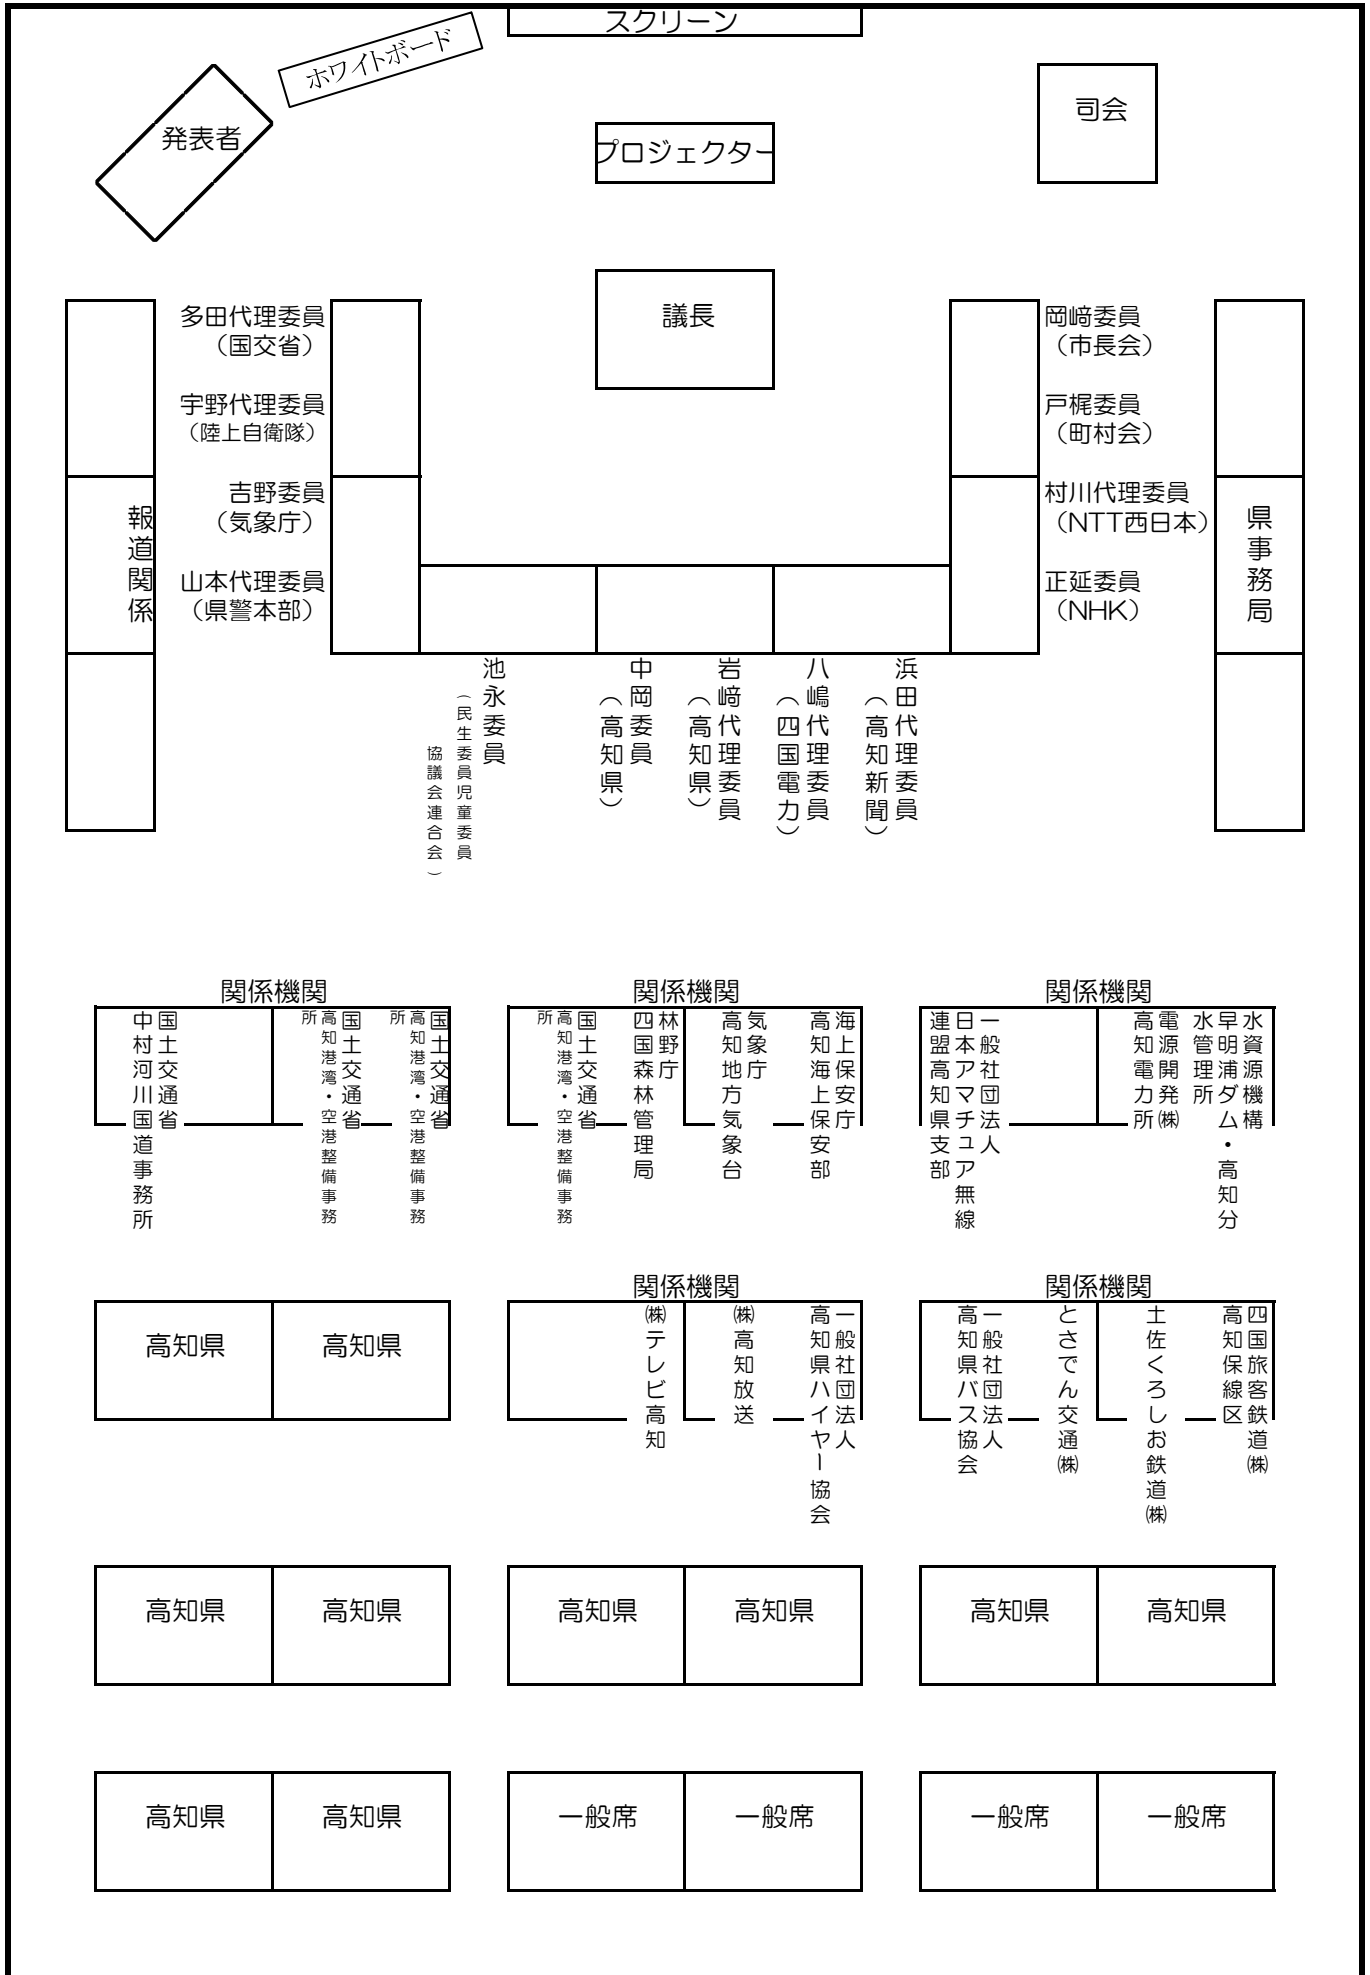 スクリーン
ホワイトボード
発表者
プロジェクター
司会
議長
多田代理委員
（国交省）
宇野代理委員
（陸上自衛隊）
吉野委員
（気象庁）
山本代理委員
（県警本部）
岡﨑委員
（市長会）
戸梶委員
（町村会）
村川代理委員
（NTT西日本）
正延委員
（NHK）
報道関係
県事務局
池永委員
（民生委員児童委員
協議会連合会）
中岡委員
（高知県）
岩﨑代理委員
（高知県）
八嶋代理委員
（四国電力）
浜田代理委員
（高知新聞）
関係機関
国土交通省
中村河川国道事務所
国土交通省
高知港湾・空港整備事務
所
国土交通省
高知港湾・空港整備事務
所
関係機関
国土交通省
高知港湾・空港整備事務
所
林野庁
四国森林管理局
気象庁
高知地方気象台
海上保安庁
高知海上保安部
関係機関
一般社団法人
日本アマチュア無線
連盟高知県支部
電源開発㈱
高知電力所
水資源機構
早明浦ダム・高知分
水管理所
高知県
高知県
関係機関
㈱テレビ高知
㈱高知放送
一般社団法人
高知県ハイヤー協会
関係機関
一般社団法人
高知県バス協会
とさでん交通㈱
土佐くろしお鉄道㈱
四国旅客鉄道㈱
高知保線区
高知県
高知県
高知県
高知県
高知県
高知県
高知県
高知県
一般席
一般席
一般席
一般席